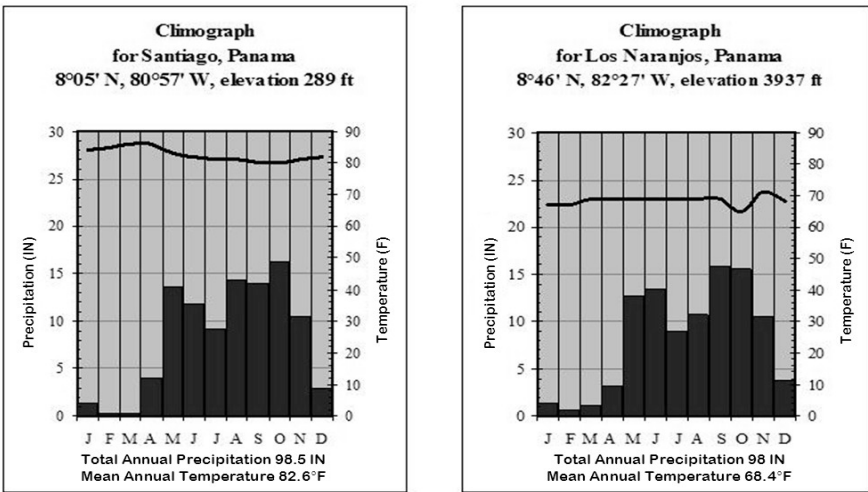 Climograph
for Santiago, Panama
8°05' N, 80°57' W, elevation 289 ft
Precipitation (IN)
30
25
20
15
10
5
0
90
80
70
60
50
40
30
20
10
0
Temperature (F)
J F M A M J J A S O N D
Total Annual Precipitation 98.5 IN
Mean Annual Temperature 82.6°F
Climograph
for Los Naranjos, Panama
8°46' N, 82°27' W, elevation 3937 ft
Precipitation (IN)
30
25
20
15
10
5
0
90
80
70
60
50
40
30
20
10
0
Temperature (F)
J F M A M J J A S O N D
Total Annual Precipitation 98 IN
Mean Annual Temperature 68.4°F